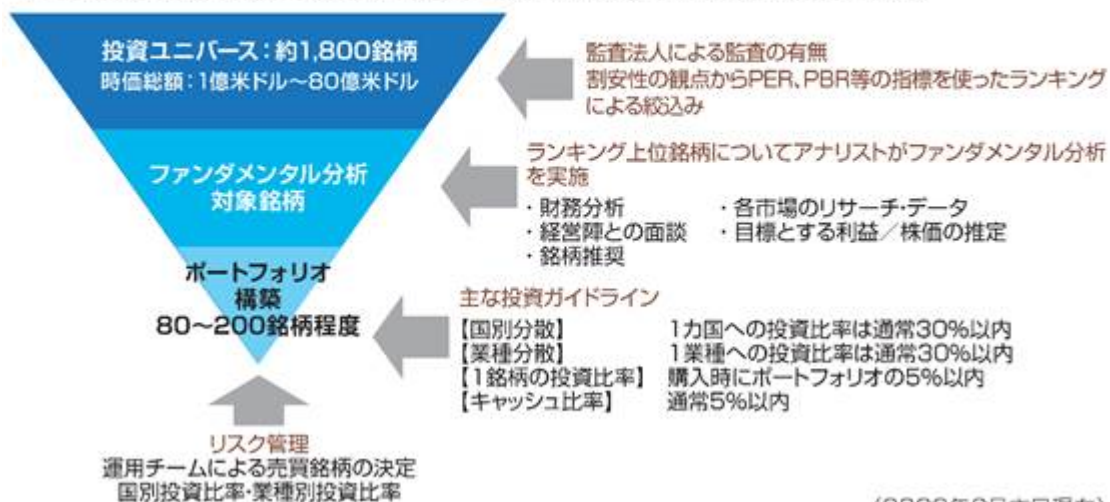 投資ユニバース：約1,800銘柄
時価総額：1億米ドル～80億米ドル
監査法人による監査の有無
割安性の観点からPER、PBR等の指標を使ったランキング
による絞込み
ファンダメンタル分析
対象銘柄
ランキング上位銘柄についてアナリストがファンダメンタル分析
を実施
・財務分析 ・各市場のリサーチ・データ
・経営陣との面談 ・目標とする利益／株価の推定
・銘柄推奨
ポートフォリオ
構築
80～200銘柄程度
主な投資ガイドライン
【国別分散】 1カ国への投資比率は通常30%以内
【業種分散】 1業種への投資比率は通常30%以内
【1銘柄の投資比率】 購入時にポートフォリオの5%以内
【キャッシュ比率】 通常5%以内
リスク管理
運用チームによる売買銘柄の決定
国別投資比率・業種別投資比率